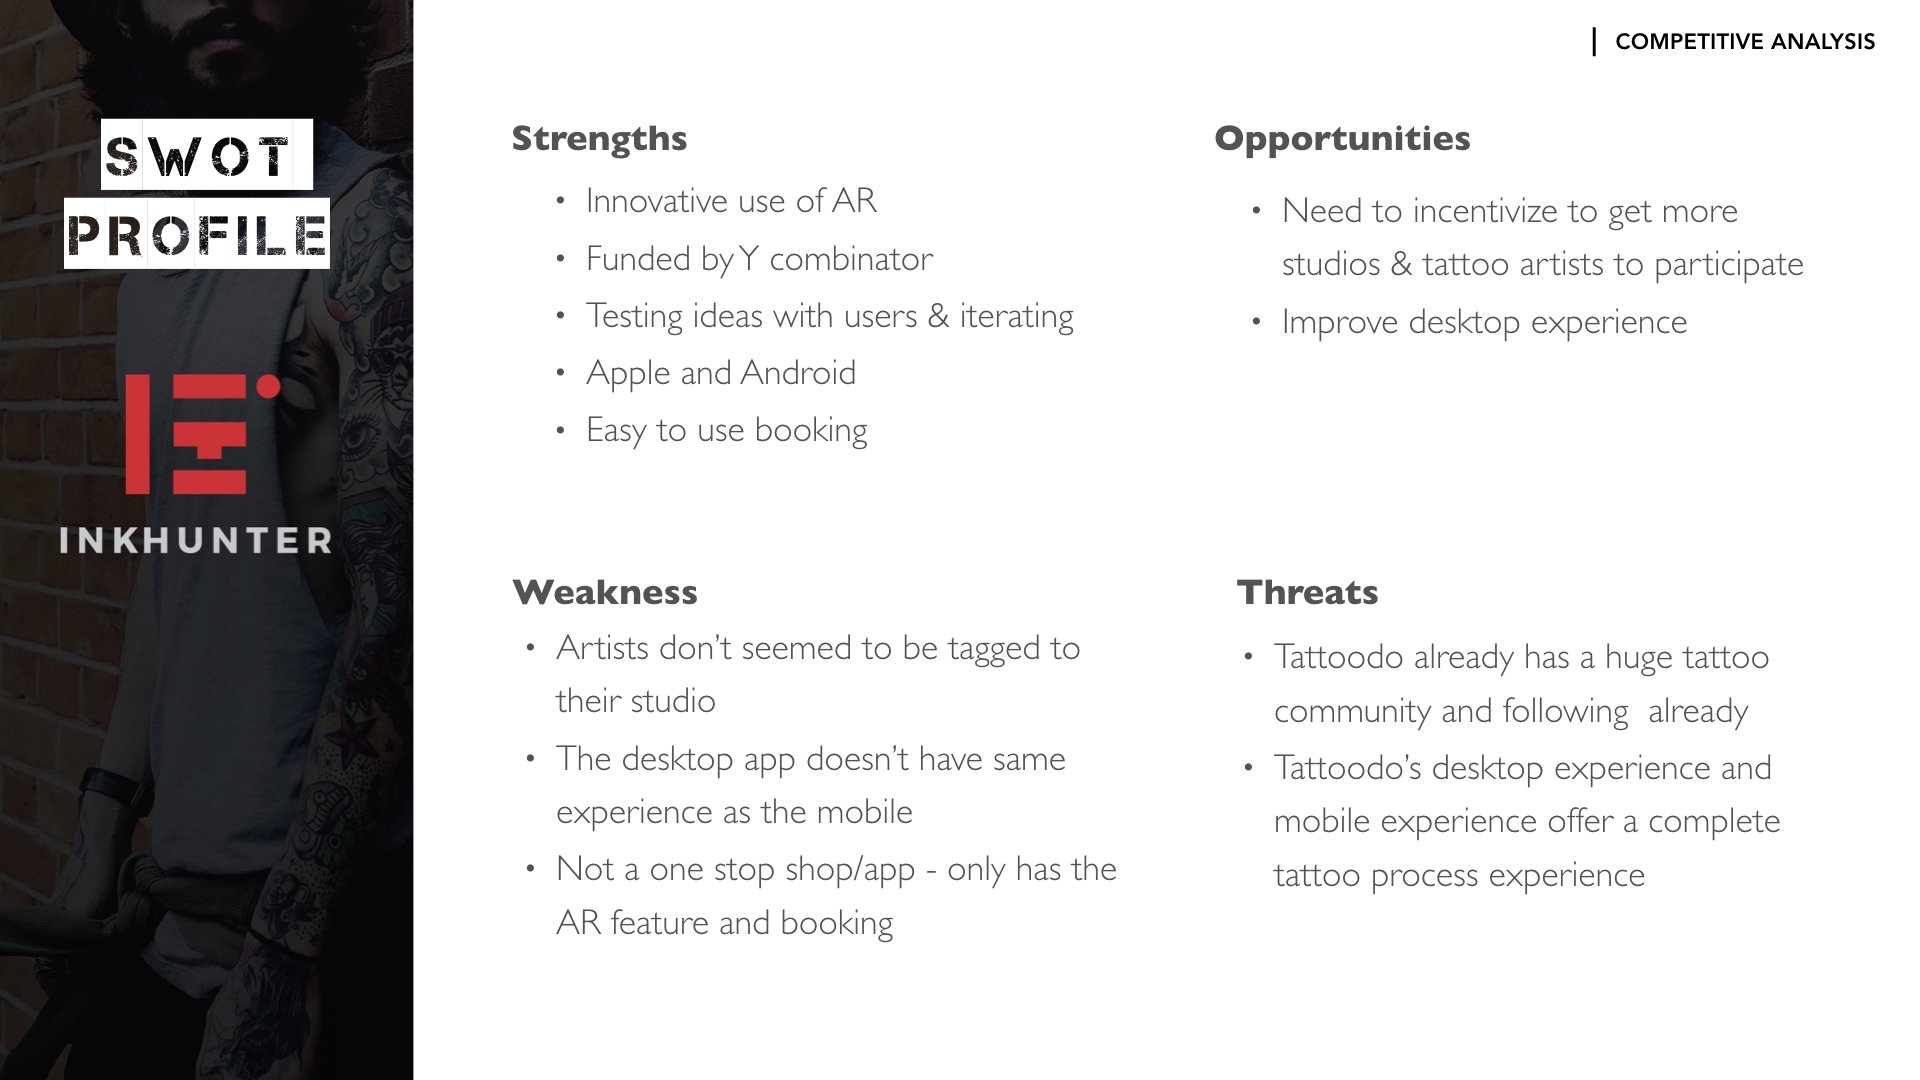 COMPETITIVE ANALYSIS
SWOT
PROFILE
INKHUNTER
Strengths
• Innovative use of AR
• Funded by Y combinator
• Testing ideas with users & iterating
• Apple and Android
• Easy to use booking
Opportunities
• Need to incentivize to get more
studios & tattoo artists to participate
• Improve desktop experience
Weakness
• Artists don’t seemed to be tagged to
their studio
• The desktop app doesn’t have same
experience as the mobile
• Not a one stop shop/app - only has the
AR feature and booking
Threats
• Tattoodo already has a huge tattoo
community and following  already
• Tattoodo’s desktop experience and
mobile experience offer a complete
tattoo process experience